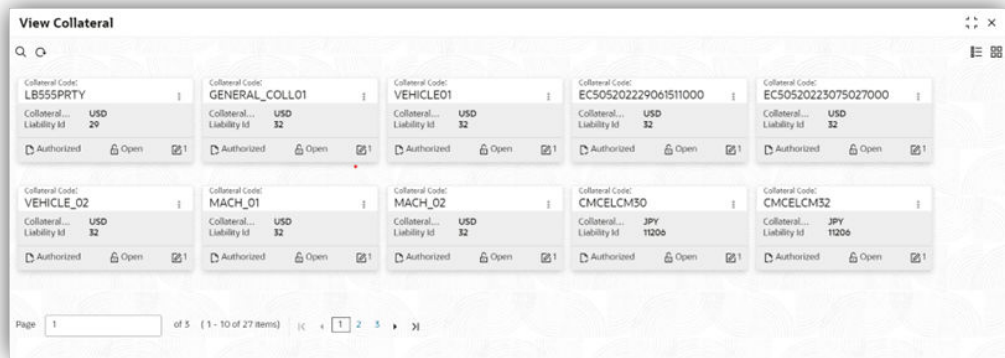 View Collateral
Collateral Code:
LB555PRTY
Collateral... USD
Liability Id 29
Authorized Open 1
Collateral Code:
GENERAL_COLL01
Collateral... USD
Liability Id 32
Authorized Open 1
Collateral Code:
VEHICLE01
Collateral... USD
Liability Id 32
Authorized Open 1
Collateral Code:
EC505202229061511000
Collateral... USD
Liability Id 32
Authorized Open 1
Collateral Code:
EC50520223075027000
Collateral... USD
Liability Id 32
Authorized Open 1
Collateral Code:
VEHICLE_02
Collateral... USD
Liability Id 32
Authorized Open 1
Collateral Code:
MACH_01
Collateral... USD
Liability Id 32
Authorized Open 1
Collateral Code:
MACH_02
Collateral... USD
Liability Id 32
Authorized Open 1
Collateral Code:
CMCELCM30
Collateral... JPY
Liability Id 11206
Authorized Open 1
Collateral Code:
CMCELCM32
Collateral... JPY
Liability Id 11206
Authorized Open 1
Page 1 of 3 (1 - 10 of 27 items) 1 2 3